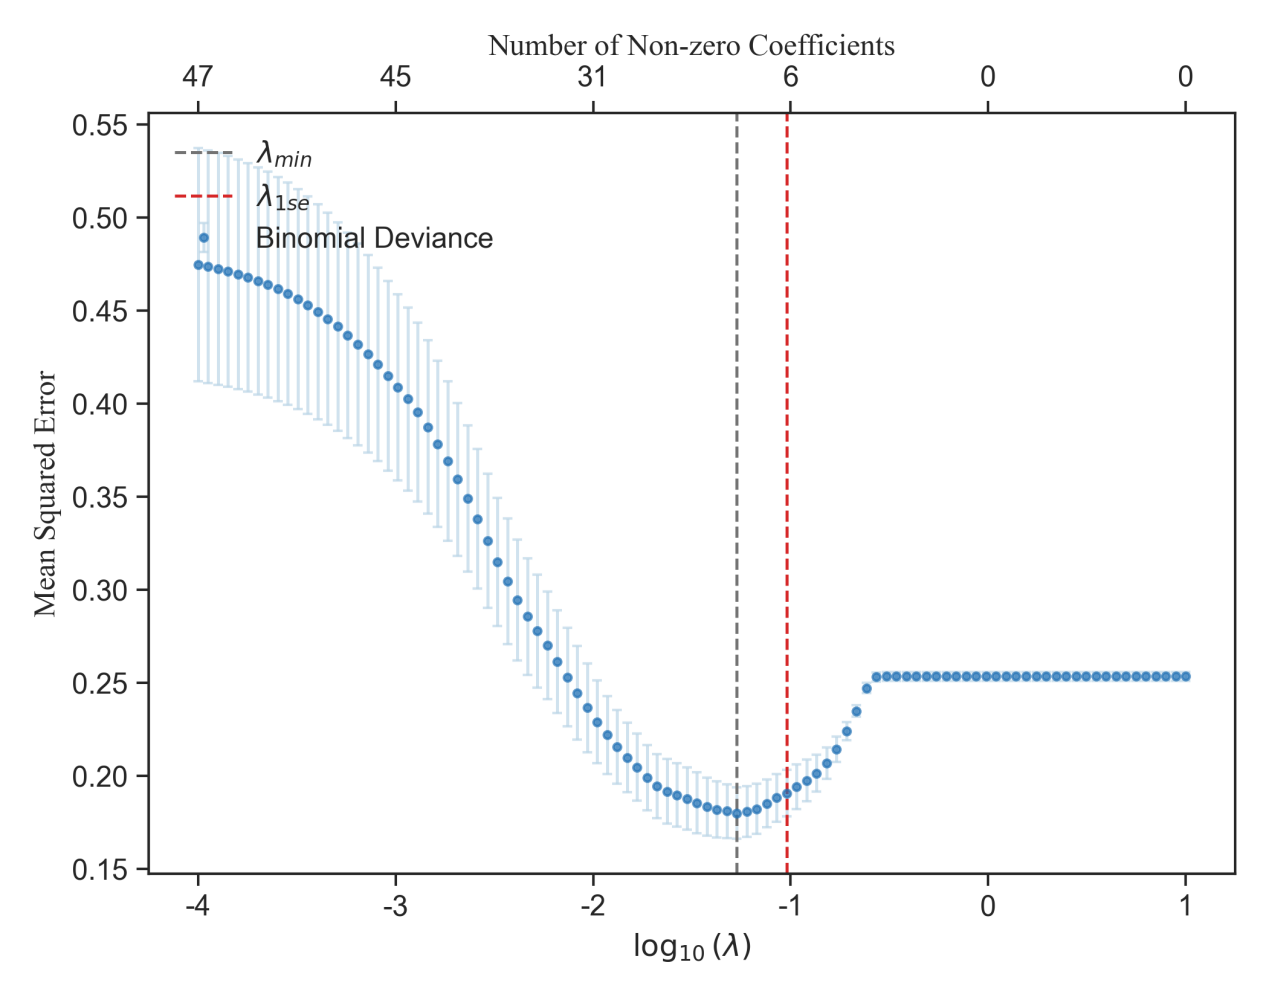 Number of Non-zero Coefficients
47 45 31 6 0 0
0.55
0.50
0.45
0.40
0.35
0.30
0.25
0.20
0.15
Mean Squared Error
λmin
λ1se
Binomial Deviance
-4 -3 -2 -1 0 1
log10 (λ)